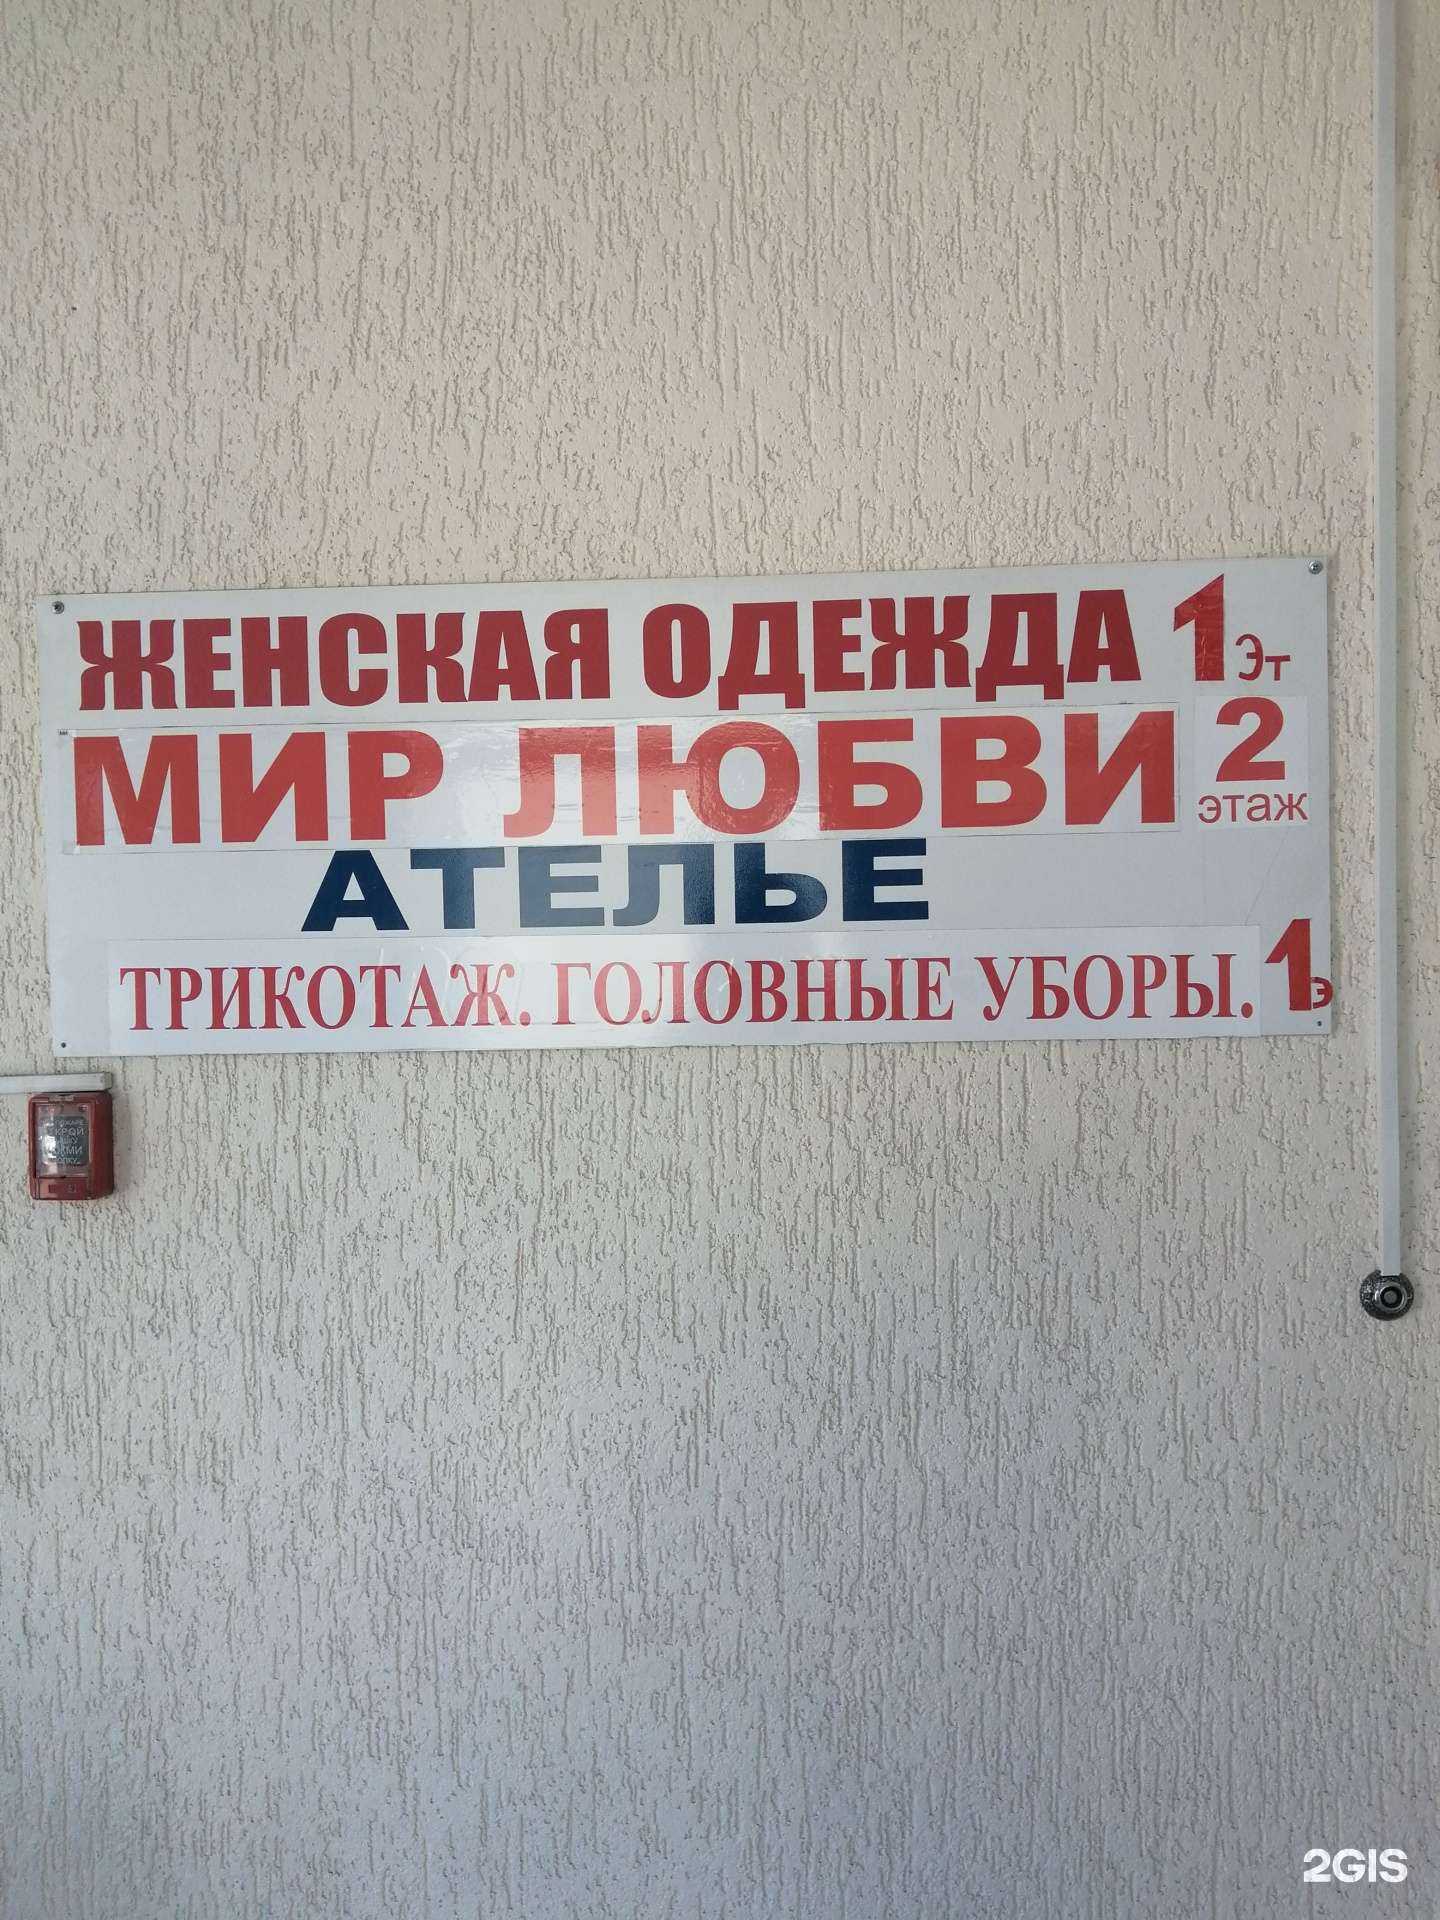 ЖЕНСКАЯ ОДЕЖДА 1 Эт
МИР ЛЮБВИ 2 этаж
АТЕЛЬЕ
ТРИКОТАЖ. ГОЛОВНЫЕ УБОРЫ. 1 Э
2GIS